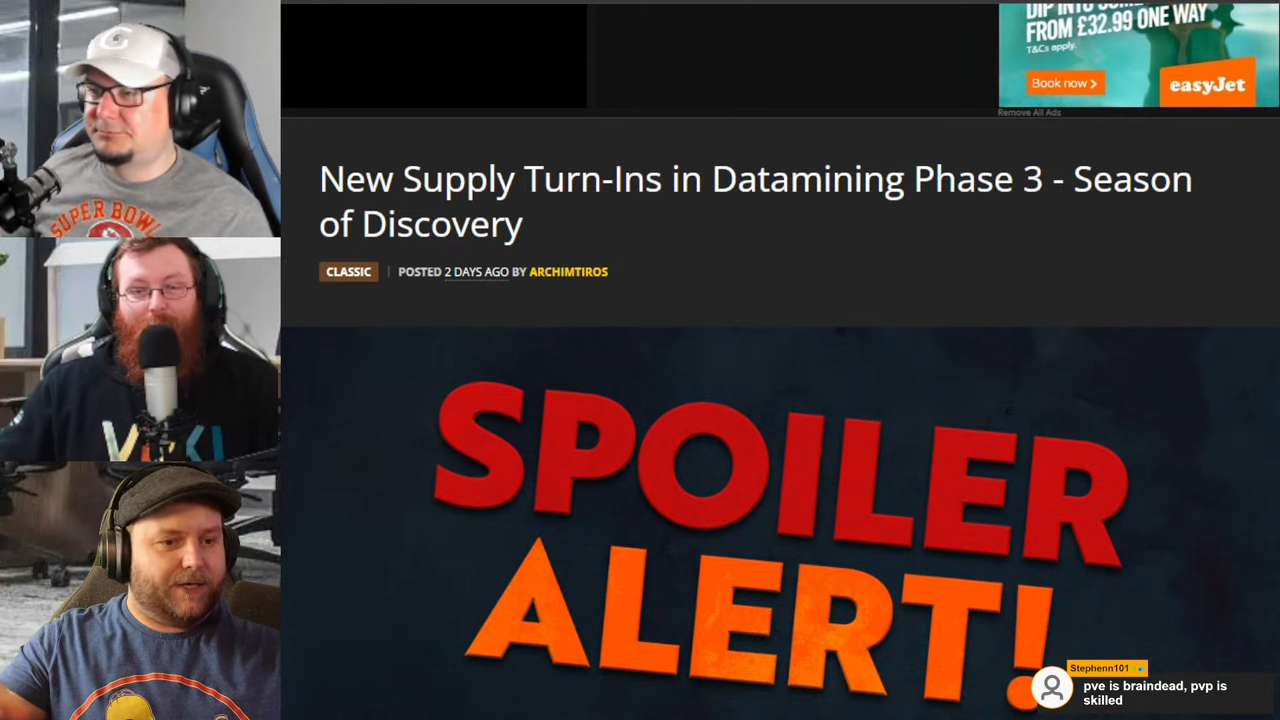 DIP INTO SOME
FROM £32.99 ONE WAY
T&Cs apply.
Book now >
easyJet
Remove All Ads
New Supply Turn-Ins in Datamining Phase 3 - Season
of Discovery
CLASSIC | POSTED 2 DAYS AGO BY ARCHIMTIROS
SUPER BOWL
SPOILER
ALERT!
Stephenn101
pve is braindead, pvp is
skilled